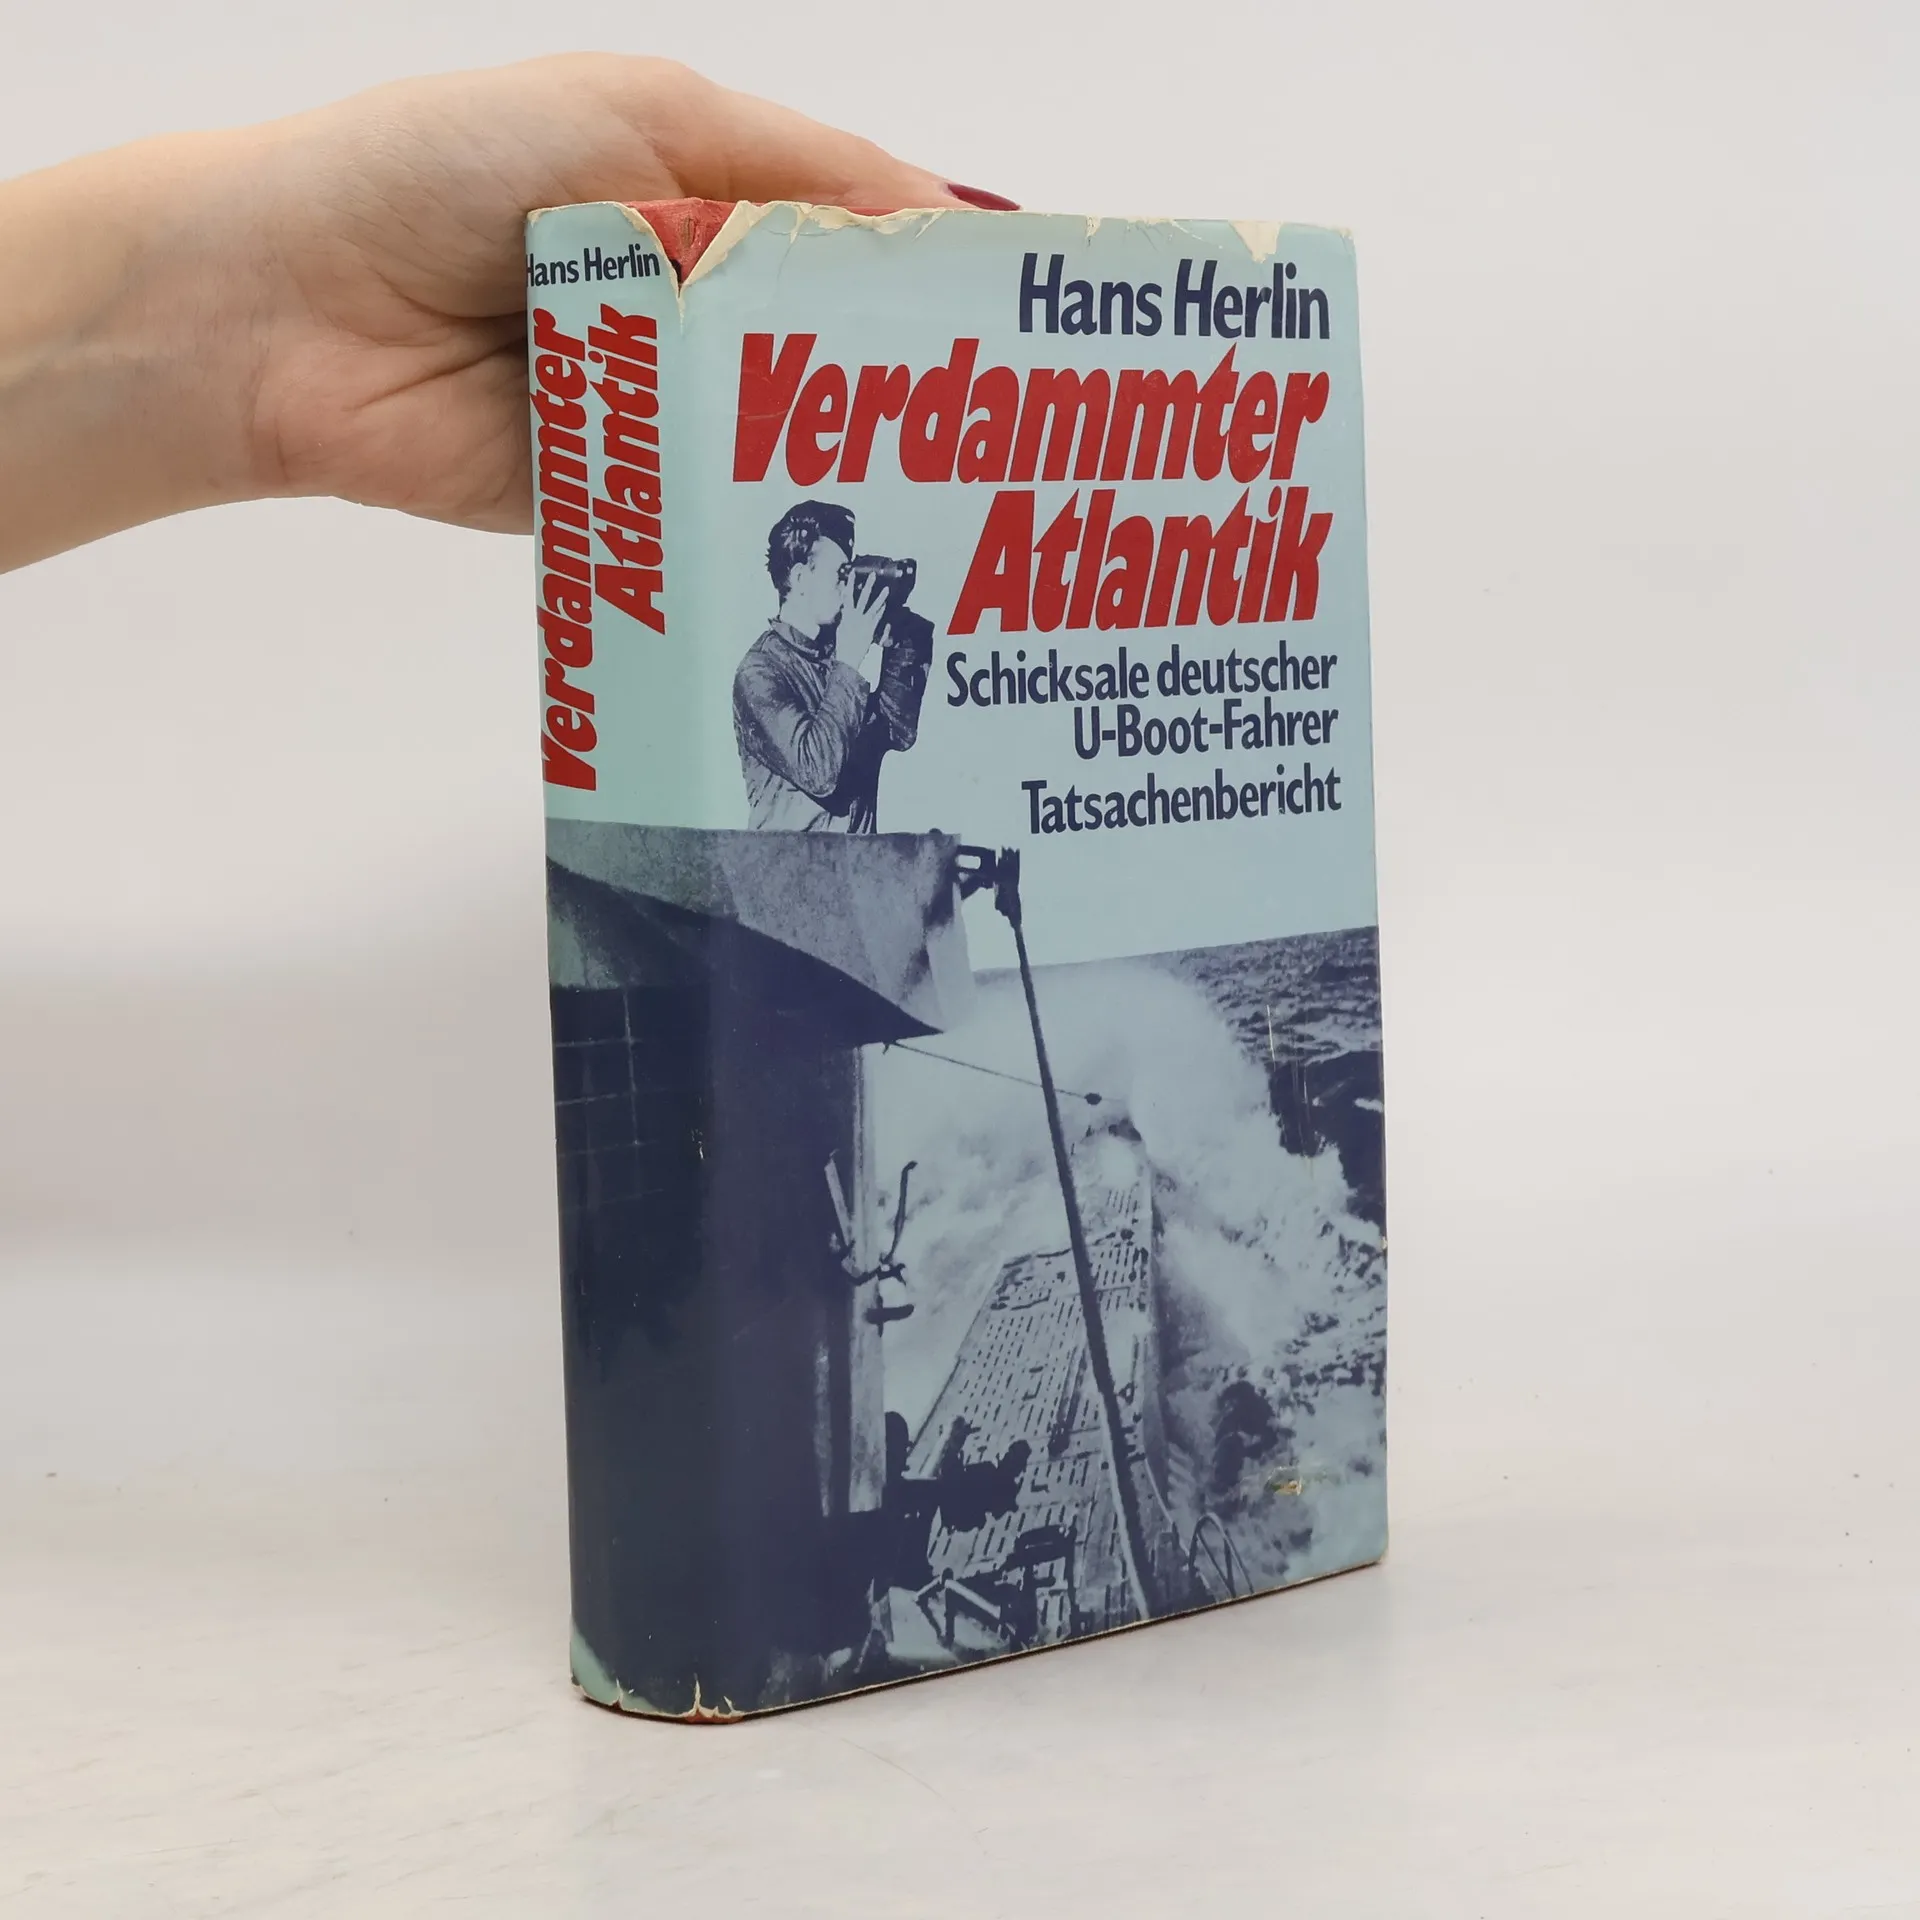 Hans Herlin
Verdammter
Atlantik
Hans Herlin
Verdammter
Atlantik
Schicksale deutscher
U-Boot-Fahrer
Tatsachenbericht